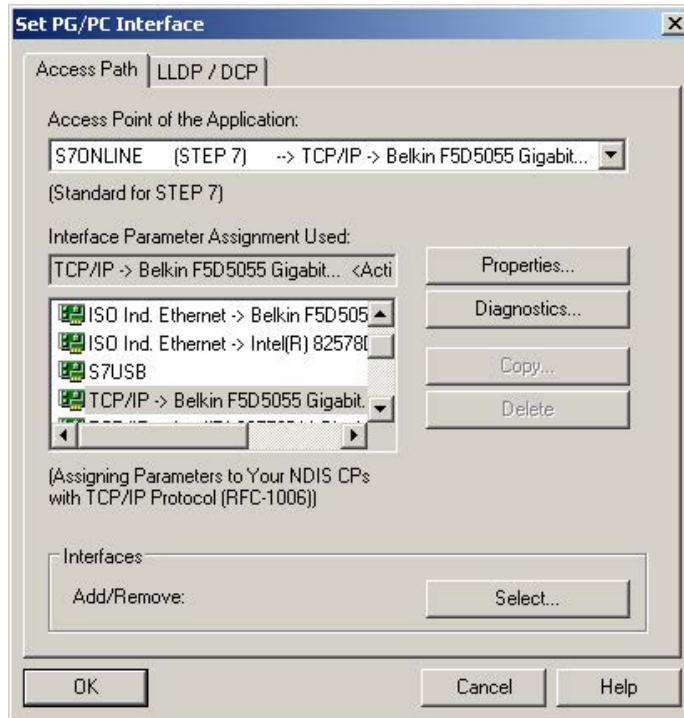 Set PG/PC Interface
Access Path
LLDP / DCP
Access Point of the Application:
S7ONLINE (STEP 7) --> TCP/IP -> Belkin F5D5055 Gigabit...
(Standard for STEP 7)
Interface Parameter Assignment Used:
TCP/IP -> Belkin F5D5055 Gigabit... <Acti
Properties...
Diagnostics...
ISO Ind. Ethernet -> Belkin F5D505
ISO Ind. Ethernet -> Intel(R) 82578D
S7USB
TCP/IP -> Belkin F5D5055 Gigabit.
Copy...
Delete
(Assigning Parameters to Your NDIS CPs
with TCP/IP Protocol (RFC-1006))
Interfaces
Add/Remove:
Select...
OK
Cancel
Help